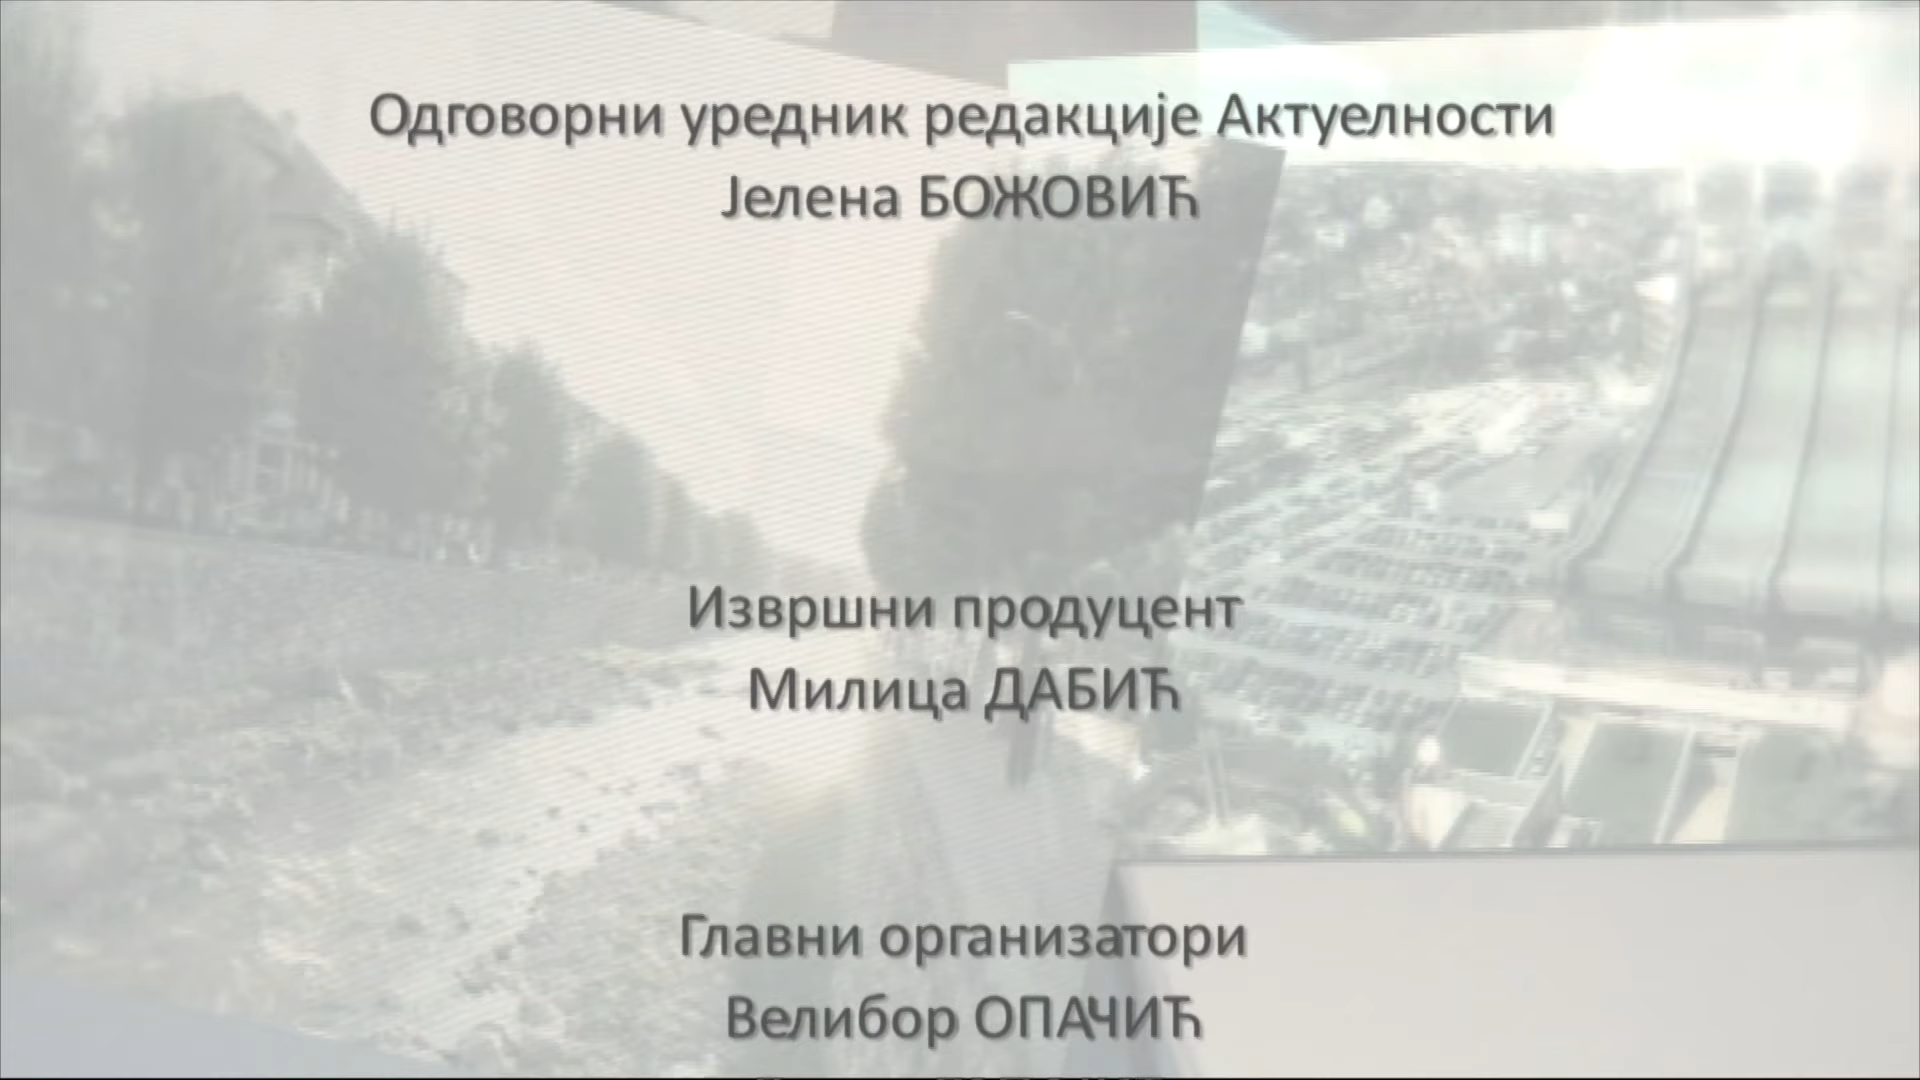 Одговорни уредник редакције Актуелности
Јелена БОЖОВИЋ
Извршни продуцент
Милица ДАБИЋ
Главни организатори
Велибор ОПАЧИЋ